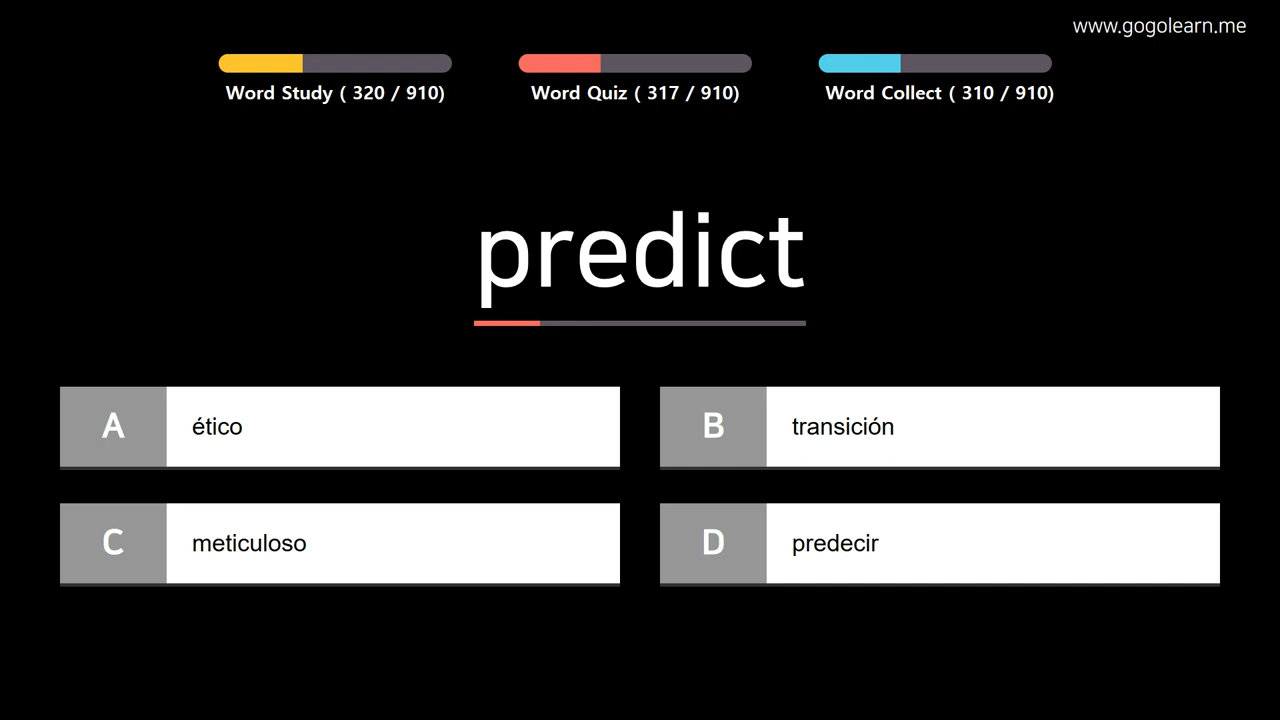 www.gogolearn.me
Word Study ( 320 / 910)
Word Quiz ( 317 / 910)
Word Collect ( 310 / 910)
predict
A
ético
B
transición
C
meticuloso
D
predecir